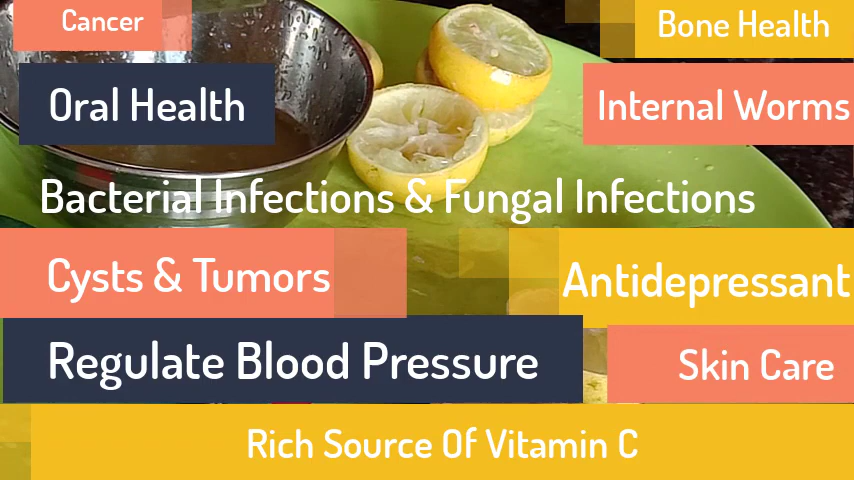 Cancer
Bone Health
Oral Health
Internal Worms
Bacterial Infections & Fungal Infections
Cysts & Tumors
Antidepressant
Regulate Blood Pressure
Skin Care
Rich Source Of Vitamin C